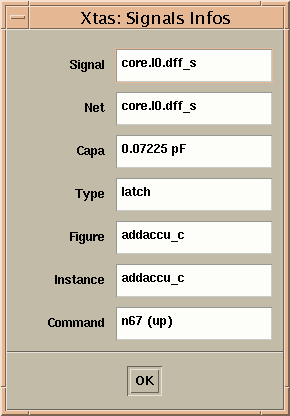 Xtas: Signals Infos
Signal core.l0.dff_s
Net core.l0.dff_s
Capa 0.07225 pF
Type latch
Figure addaccu_c
Instance addaccu_c
Command n67 (up)
OK